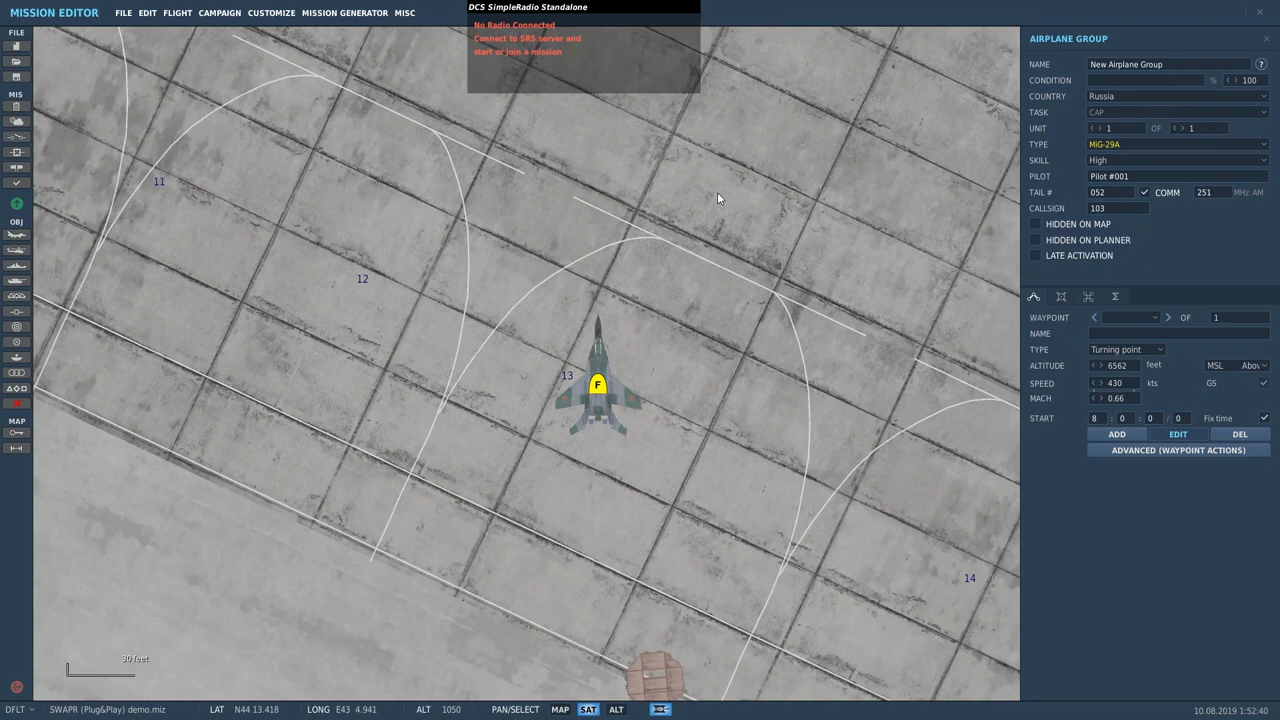 MISSION EDITOR
FILE EDIT FLIGHT CAMPAIGN CUSTOMIZE MISSION GENERATOR MISC
DCS SimpleRadio Standalone
No Radio Connected
Connect to SRS server and
start or join a mission
FILE
MIS
OBJ
MAP
11
12
13
F
14
30 feet
AIRPLANE GROUP
NAME New Airplane Group ?
CONDITION % <> 100
COUNTRY Russia
TASK CAP
UNIT <> 1 OF <> 1
TYPE MiG-29A
SKILL High
PILOT Pilot #001
TAIL # 052 COMM 251 MHz AM
CALLSIGN 103
HIDDEN ON MAP
HIDDEN ON PLANNER
LATE ACTIVATION
WAYPOINT < > OF 1
NAME
TYPE Turning point
ALTITUDE <> 6562 feet MSL Abov
SPEED <> 430 kts GS
MACH <> 0.66
START 8 : 0 : 0 / 0 Fix time
ADD EDIT DEL
ADVANCED (WAYPOINT ACTIONS)
DFLT SWAPR (Plug&Play) demo.miz LAT N44 13.418 LONG E43 4.941 ALT 1050 PAN/SELECT MAP SAT ALT 10.08.2019 1:52:40